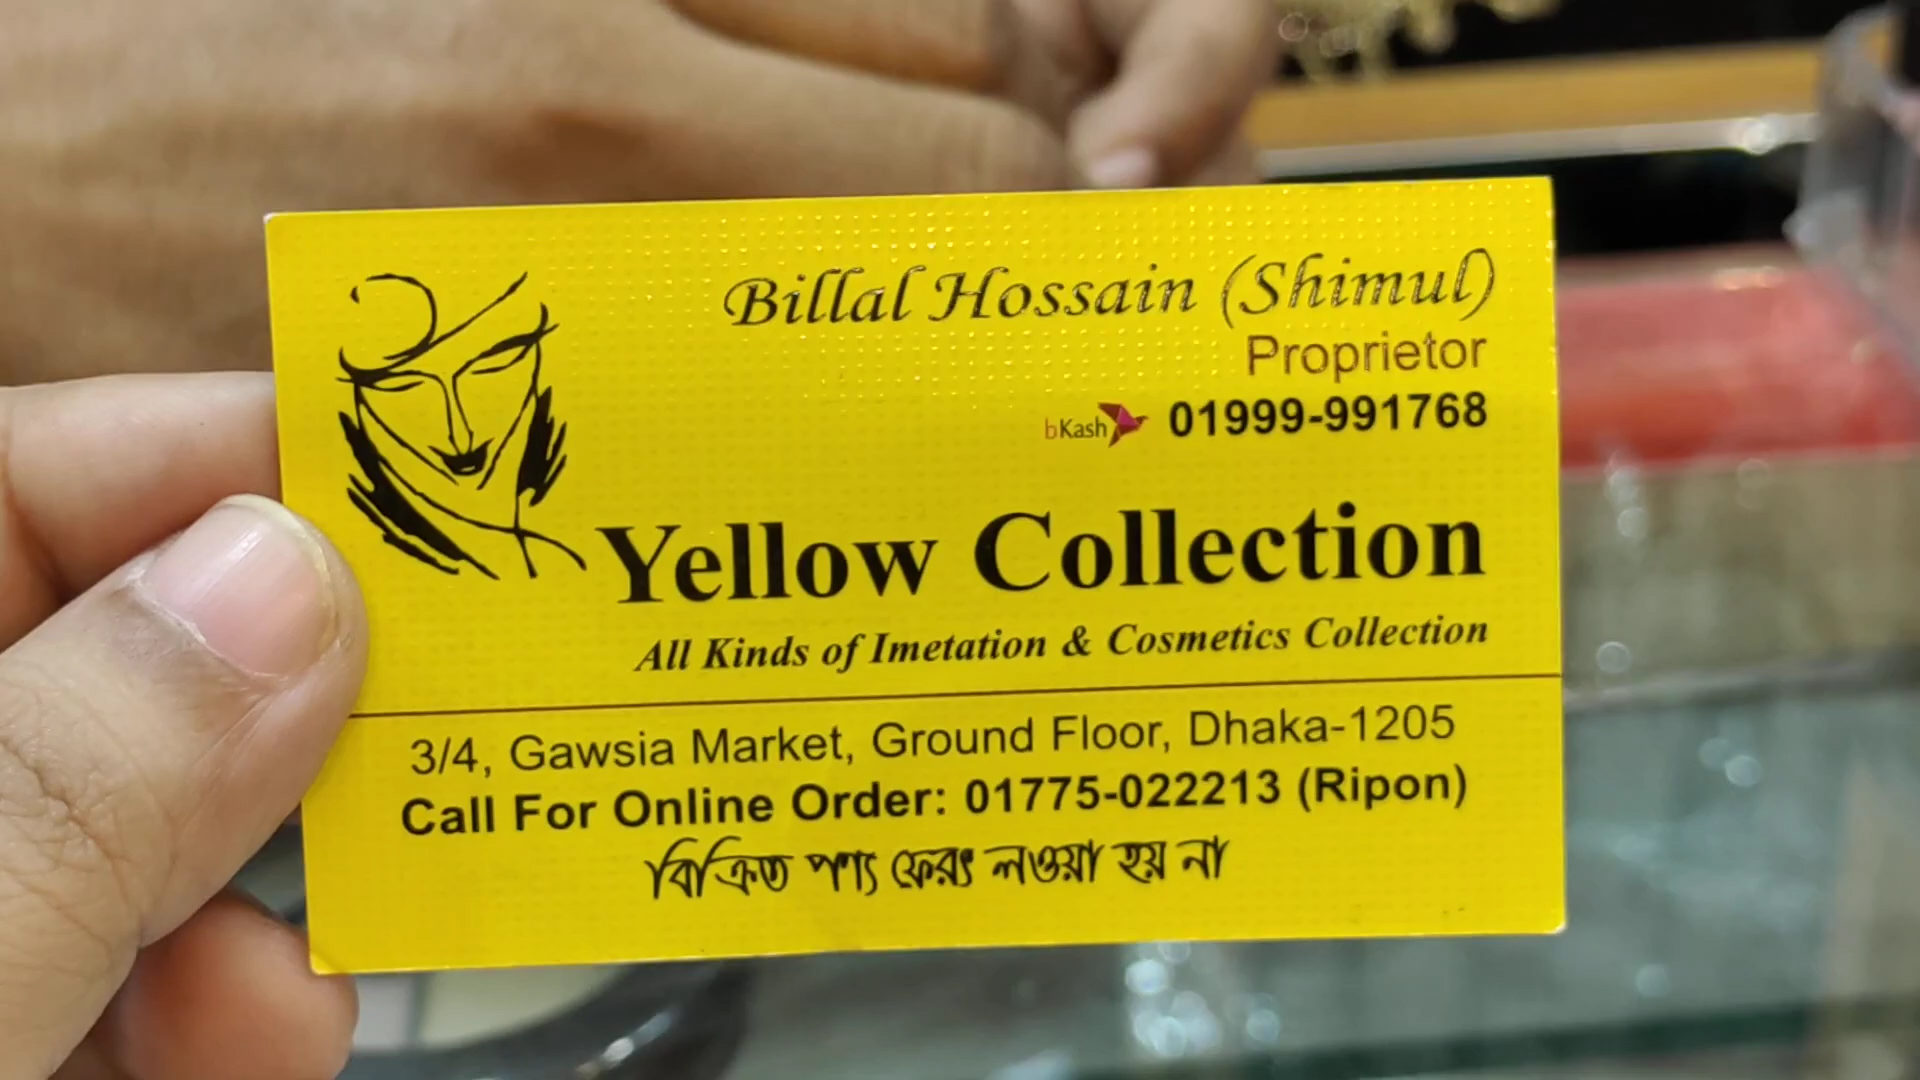 Billal Hossain (Shimul)
Proprietor
bKash 01999-991768
Yellow Collection
All Kinds of Imetation & Cosmetics Collection
3/4, Gawsia Market, Ground Floor, Dhaka-1205
Call For Online Order: 01775-022213 (Ripon)
বিক্রিত পণ্য ফেরৎ লওয়া হয় না